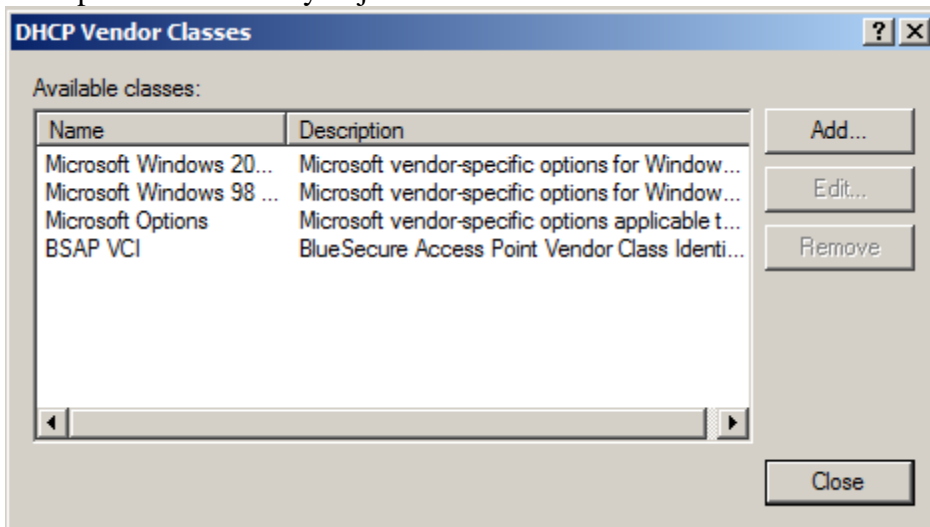 DHCP Vendor Classes
Available classes:
Name Description
Microsoft Windows 20... Microsoft vendor-specific options for Window...
Microsoft Windows 98 ... Microsoft vendor-specific options for Window...
Microsoft Options Microsoft vendor-specific options applicable t...
BSAP VCI BlueSecure Access Point Vendor Class Identi...
Add...
Edit...
Remove
Close